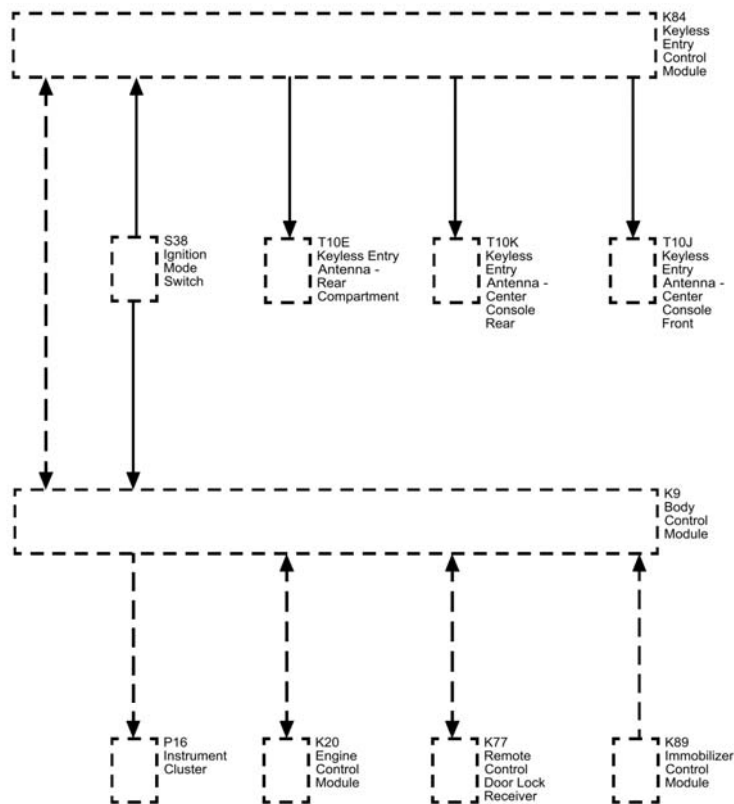 K84
Keyless
Entry
Control
Module
S38
Ignition
Mode
Switch
T10E
Keyless Entry
Antenna -
Rear
Compartment
T10K
Keyless
Entry
Antenna -
Center
Console
Rear
T10J
Keyless
Entry
Antenna -
Center
Console
Front
K9
Body
Control
Module
P16
Instrument
Cluster
K20
Engine
Control
Module
K77
Remote
Control
Door Lock
Receiver
K89
Immobilizer
Control
Module